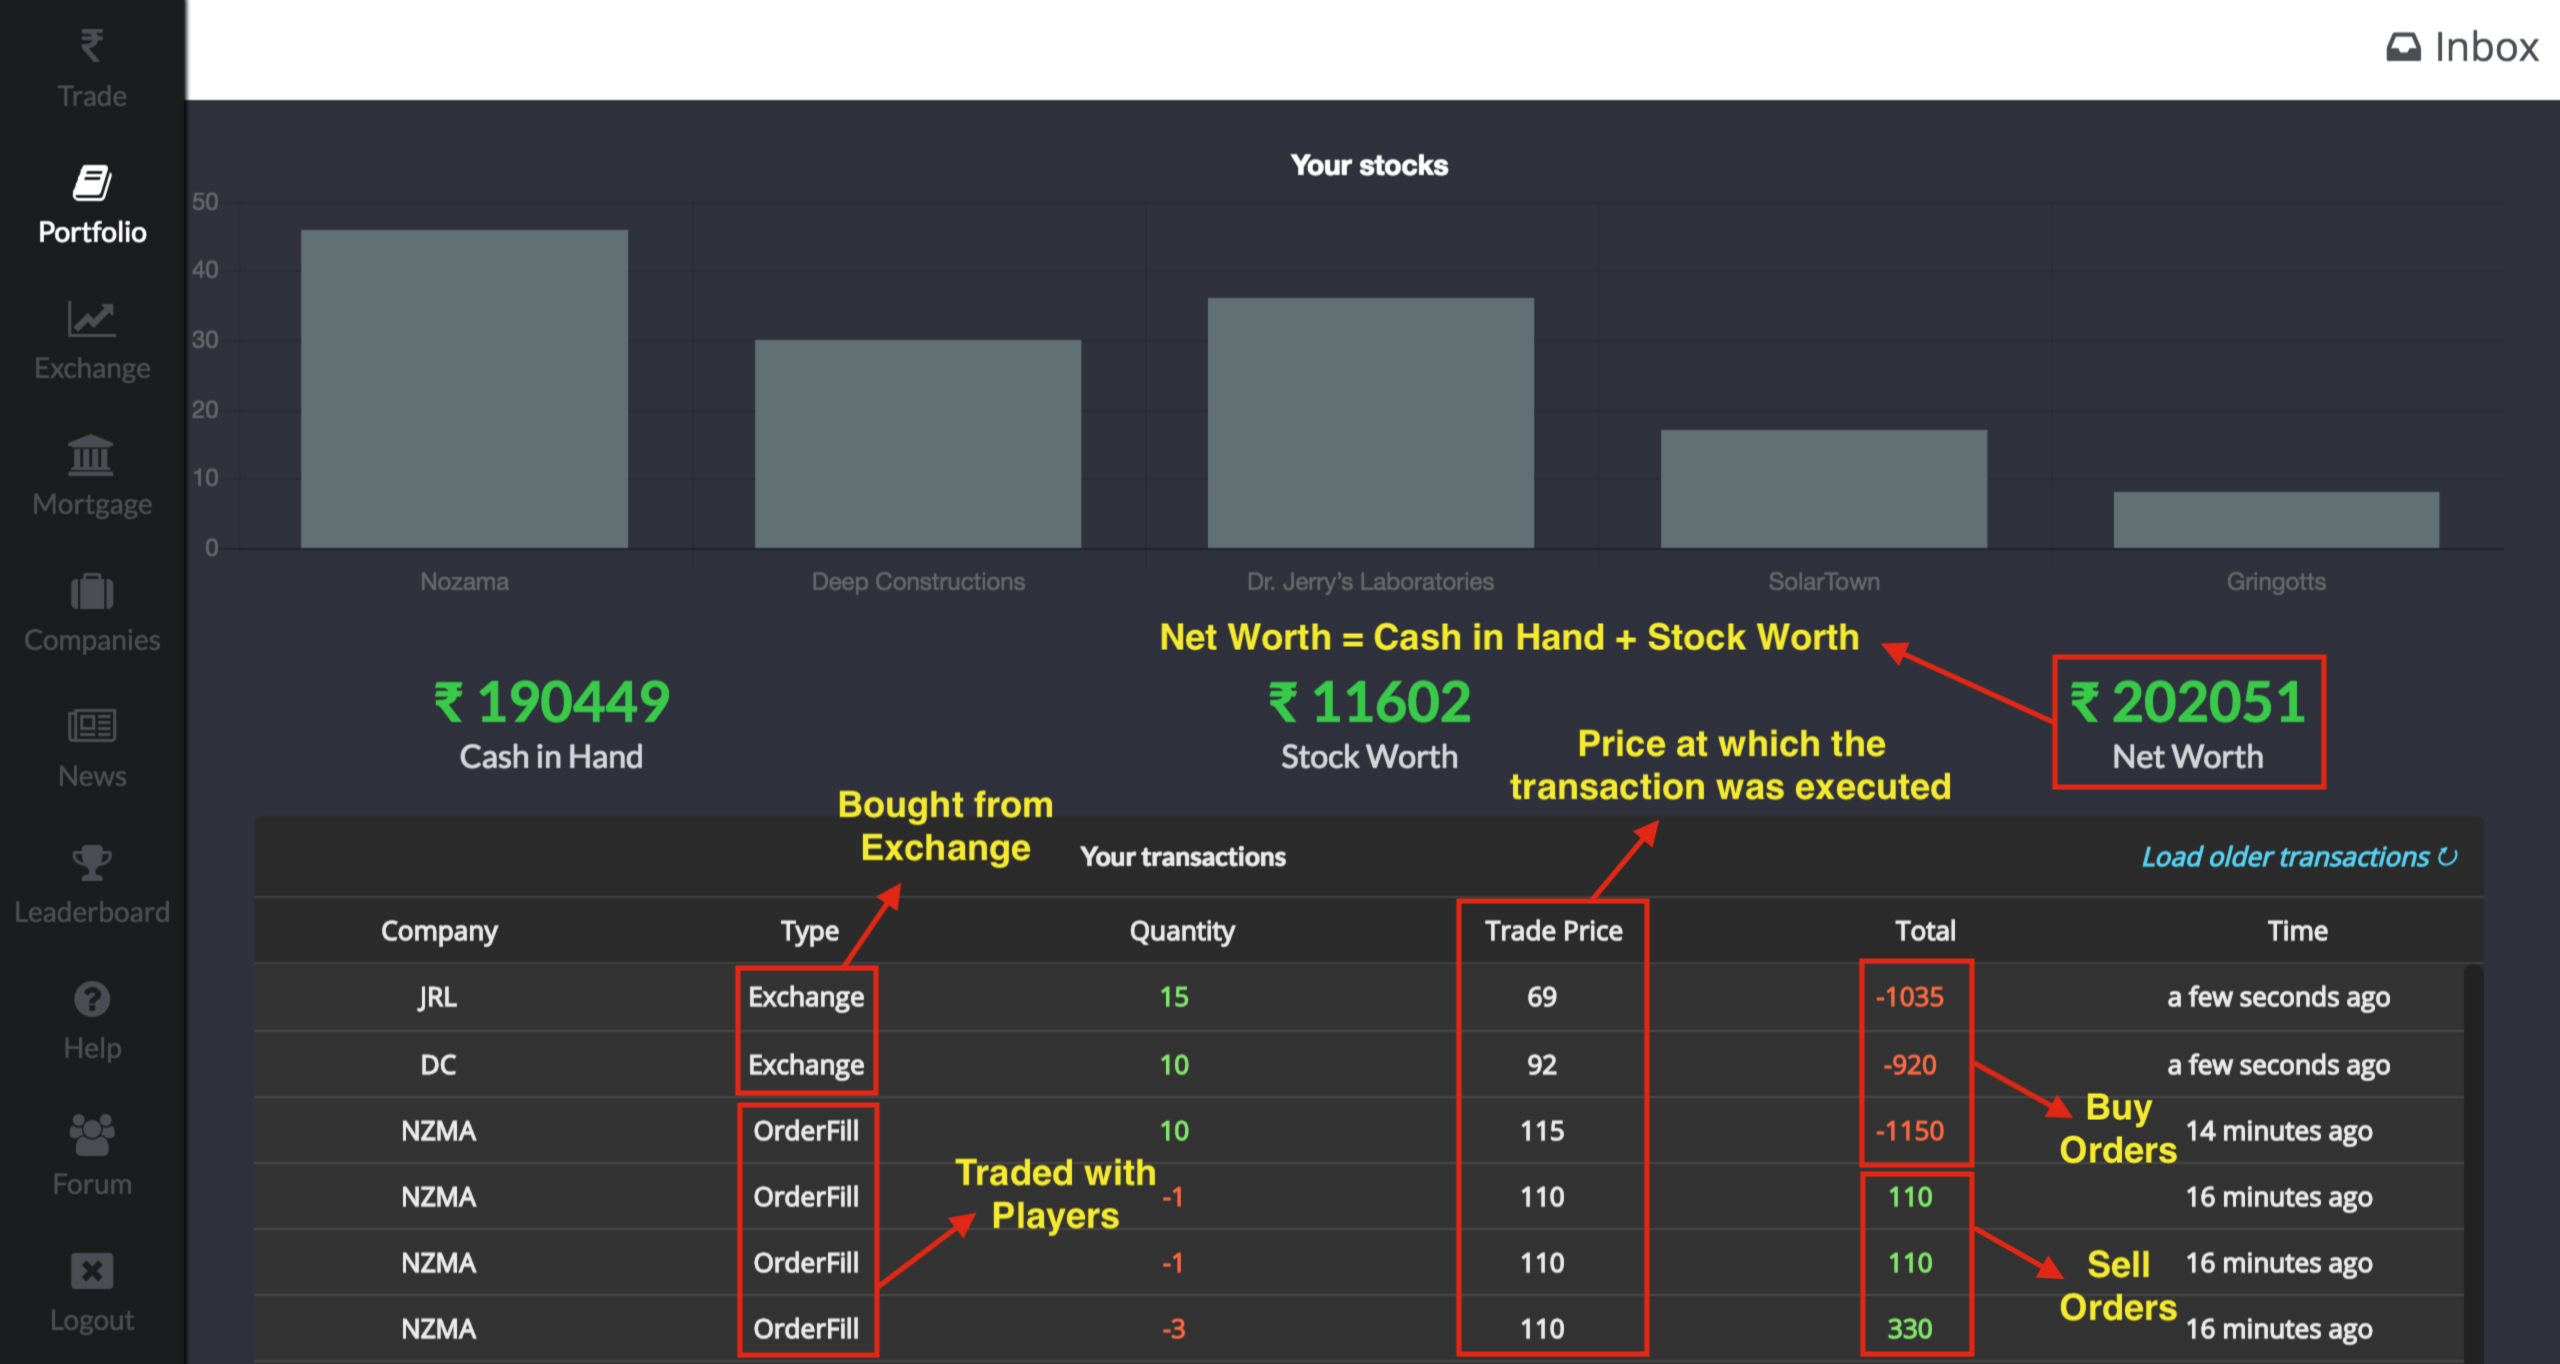 Inbox
Trade
Portfolio
Exchange
Mortgage
Companies
News
Leaderboard
Help
Forum
Logout
Your stocks
50
40
30
20
10
0
Nozama Deep Constructions Dr. Jerry's Laboratories SolarTown Gringotts
Net Worth = Cash in Hand + Stock Worth
₹ 190449 ₹ 11602 ₹ 202051
Cash in Hand Stock Worth Net Worth
Price at which the
transaction was executed
Bought from
Exchange
Your transactions Load older transactions
Company Type Quantity Trade Price Total Time
JRL Exchange 15 69 -1035 a few seconds ago
DC Exchange 10 92 -920 a few seconds ago
NZMA OrderFill 10 115 -1150 14 minutes ago
NZMA OrderFill -1 110 110 16 minutes ago
NZMA OrderFill -1 110 110 16 minutes ago
NZMA OrderFill -3 110 330 16 minutes ago
Buy
Orders
Traded with
Players
Sell
Orders